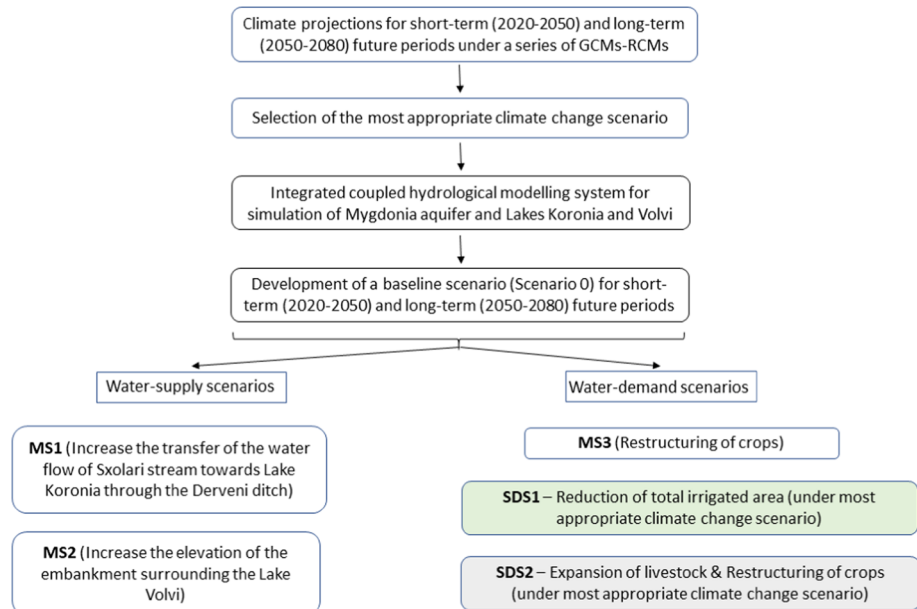 Climate projections for short-term (2020-2050) and long-term
(2050-2080) future periods under a series of GCMs-RCMs
Selection of the most appropriate climate change scenario
Integrated coupled hydrological modelling system for
simulation of Mygdonia aquifer and Lakes Koronia and Volvi
Development of a baseline scenario (Scenario 0) for short-
term (2020-2050) and long-term (2050-2080) future periods
Water-supply scenarios
MS1 (Increase the transfer of the water
flow of Sxolari stream towards Lake
Koronia through the Derveni ditch)
MS2 (Increase the elevation of the
embankment surrounding the Lake
Volvi)
Water-demand scenarios
MS3 (Restructuring of crops)
SDS1 – Reduction of total irrigated area (under most
appropriate climate change scenario)
SDS2 – Expansion of livestock & Restructuring of crops
(under most appropriate climate change scenario)